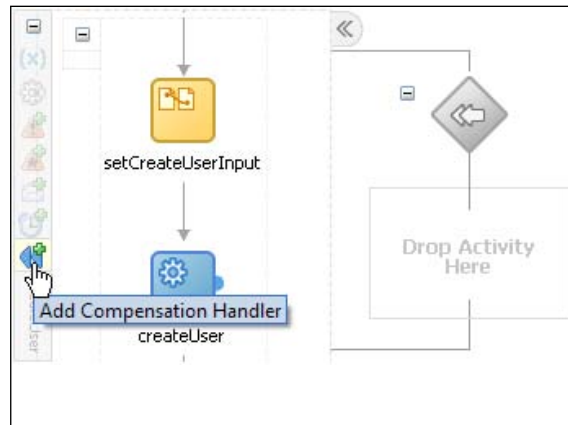 (x)
setCreateUserInput
Drop Activity
Here
Add Compensation Handler
createUser